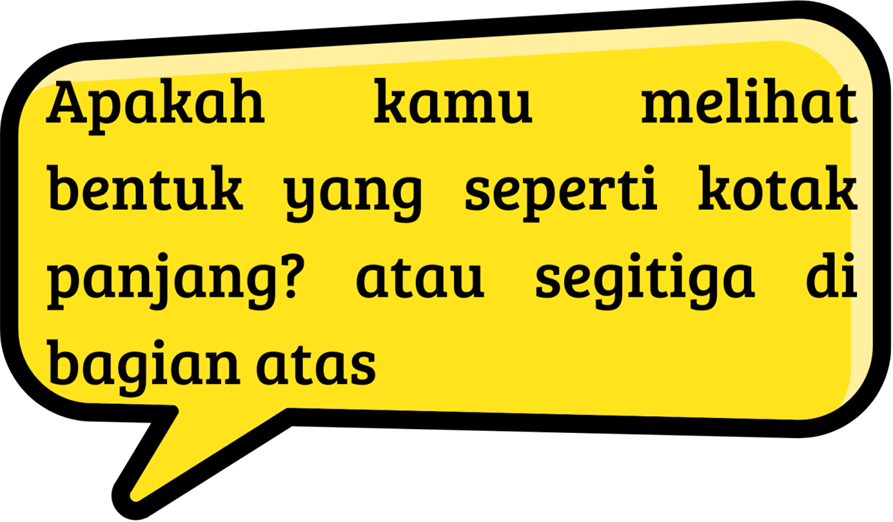 Apakah kamu melihat
bentuk yang seperti kotak
panjang? atau segitiga di
bagian atas